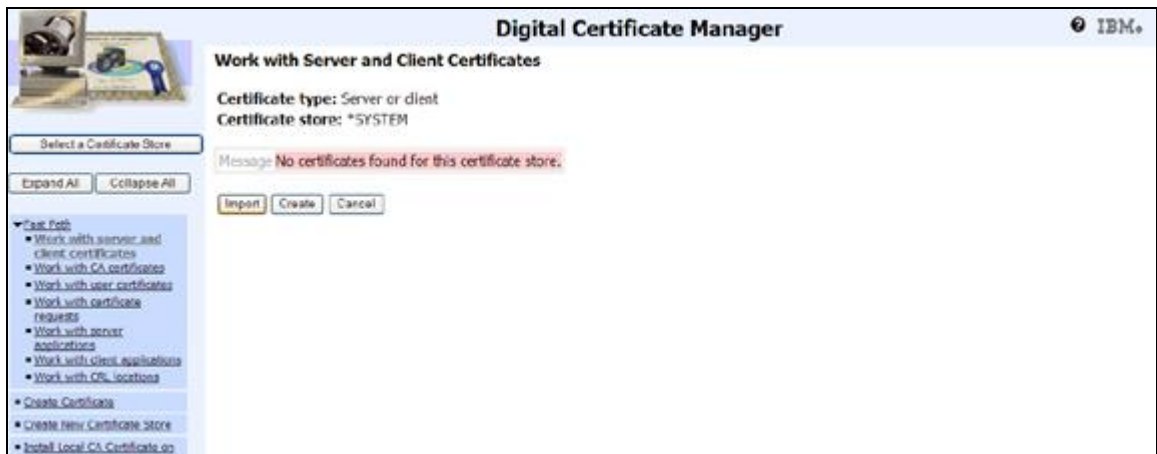 Digital Certificate Manager
IBM
Work with Server and Client Certificates
Certificate type: Server or client
Certificate store: *SYSTEM
Select a Certificate Store
Message No certificates found for this certificate store.
Expand All Collapse All
Import Create Cancel
Fast Path
Work with server and
client certificates
Work with CA certificates
Work with user certificates
Work with certificate
requests
Work with server
applications
Work with client applications
Work with CRL locations
Create Certificate
Create New Certificate Store
Install Local CA Certificate on